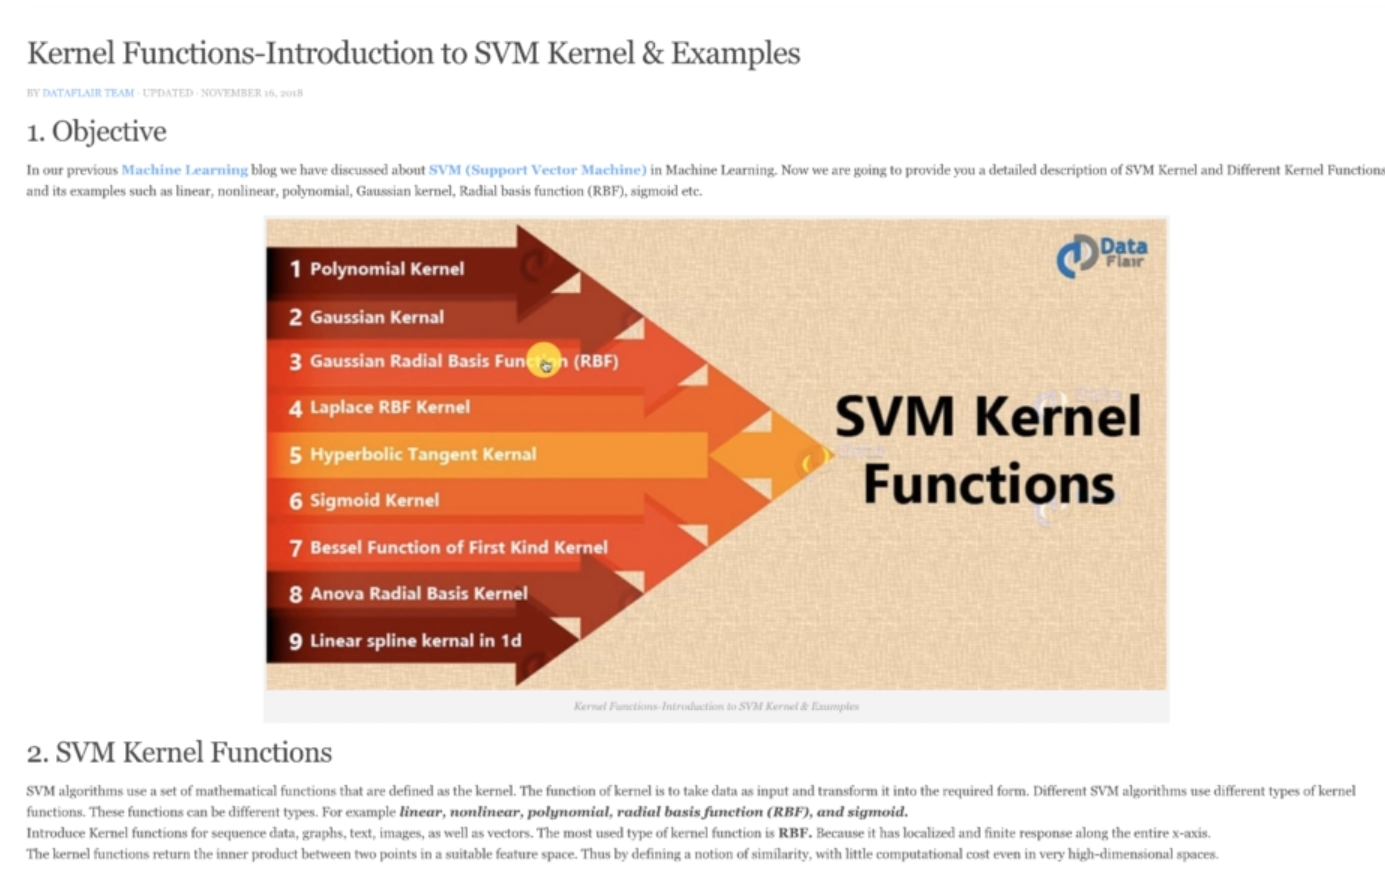 Kernel Functions-Introduction to SVM Kernel & Examples
BY DATAFLAIR TEAM · UPDATED · NOVEMBER 16, 2018
1. Objective
In our previous Machine Learning blog we have discussed about SVM (Support Vector Machine) in Machine Learning. Now we are going to provide you a detailed description of SVM Kernel and Different Kernel Functions
and its examples such as linear, nonlinear, polynomial, Gaussian kernel, Radial basis function (RBF), sigmoid etc.
Data
Flair
1 Polynomial Kernel
2 Gaussian Kernal
3 Gaussian Radial Basis Function (RBF)
4 Laplace RBF Kernel
5 Hyperbolic Tangent Kernal
6 Sigmoid Kernel
7 Bessel Function of First Kind Kernel
8 Anova Radial Basis Kernel
9 Linear spline kernal in 1d
SVM Kernel
Functions
Kernel Functions-Introduction to SVM Kernel & Examples
2. SVM Kernel Functions
SVM algorithms use a set of mathematical functions that are defined as the kernel. The function of kernel is to take data as input and transform it into the required form. Different SVM algorithms use different types of kernel
functions. These functions can be different types. For example linear, nonlinear, polynomial, radial basis function (RBF), and sigmoid.
Introduce Kernel functions for sequence data, graphs, text, images, as well as vectors. The most used type of kernel function is RBF. Because it has localized and finite response along the entire x-axis.
The kernel functions return the inner product between two points in a suitable feature space. Thus by defining a notion of similarity, with little computational cost even in very high-dimensional spaces.